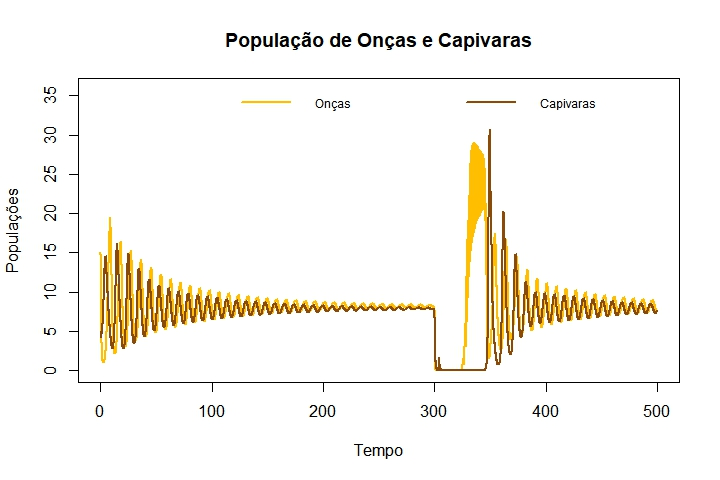 População de Onças e Capivaras
Onças
Capivaras
Populações
35
30
25
20
15
10
5
0
0
100
200
300
400
500
Tempo